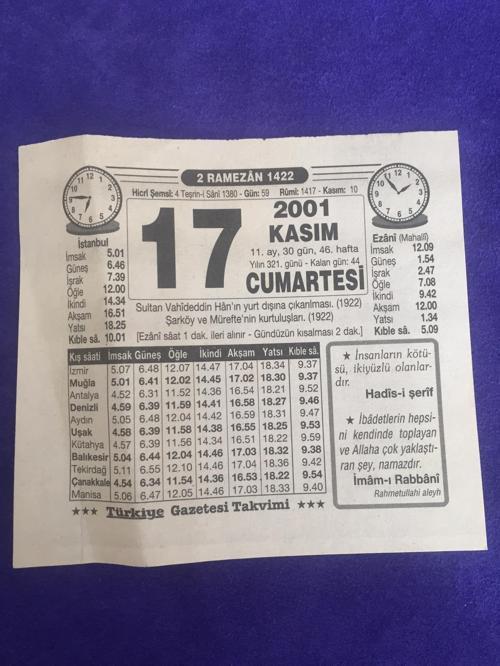 2 RAMEZÂN 1422
Hicrî Şemsî: 4 Teşrin-i Sânî 1380 - Gün: 59 Rûmî: 1417 - Kasım: 10
17
2001
KASIM
11. ay, 30 gün, 46. hafta
Yılın 321. günü - Kalan gün: 44
CUMARTESİ
İstanbul
İmsak 5.01
Güneş 6.46
İşrak 7.39
Öğle 12.00
İkindi 14.34
Akşam 16.51
Yatsı 18.25
Kıble sâ. 10.01
Ezânî (Mahallî)
İmsak 12.09
Güneş 1.54
İşrak 2.47
Öğle 7.08
İkindi 9.42
Akşam 12.00
Yatsı 1.34
Kıble sâ. 5.09
Sultan Vahîdeddin Hân'ın yurt dışına çıkarılması. (1922)
Şarköy ve Mürefte'nin kurtuluşları. (1922)
[Ezânî sâat 1 dak. ileri alınır - Gündüzün kısalması 2 dak.]
Kış sâati İmsak Güneş Öğle İkindi Akşam Yatsı Kıble sâ.
İzmir 5.07 6.48 12.07 14.47 17.04 18.34 9.37
Muğla 5.01 6.41 12.02 14.45 17.02 18.30 9.37
Antalya 4.52 6.31 11.52 14.36 16.54 18.21 9.52
Denizli 4.59 6.39 11.59 14.41 16.58 18.27 9.46
Aydın 5.05 6.48 12.04 14.42 16.59 18.31 9.47
Uşak 4.58 6.39 11.58 14.38 16.55 18.25 9.53
Kütahya 4.57 6.39 11.56 14.34 16.51 18.22 9.59
Balıkesir 5.04 6.44 12.04 14.46 17.03 18.32 9.38
Tekirdağ 5.11 6.55 12.10 14.46 17.04 18.36 9.42
Çanakkale 4.54 6.34 11.54 14.36 16.53 18.22 9.54
Manisa 5.06 6.47 12.05 14.46 17.03 18.33 9.40
★ İnsanların kötü-
sü, ikiyüzlü olanlar-
dır.
Hadîs-i şerîf
★ İbâdetlerin hepsi-
ni kendinde toplayan
ve Allaha çok yaklaştı-
ran şey, namazdır.
İmâm-ı Rabbânî
Rahmetullahi aleyh
★★★ Türkiye Gazetesi Takvimi ★★★